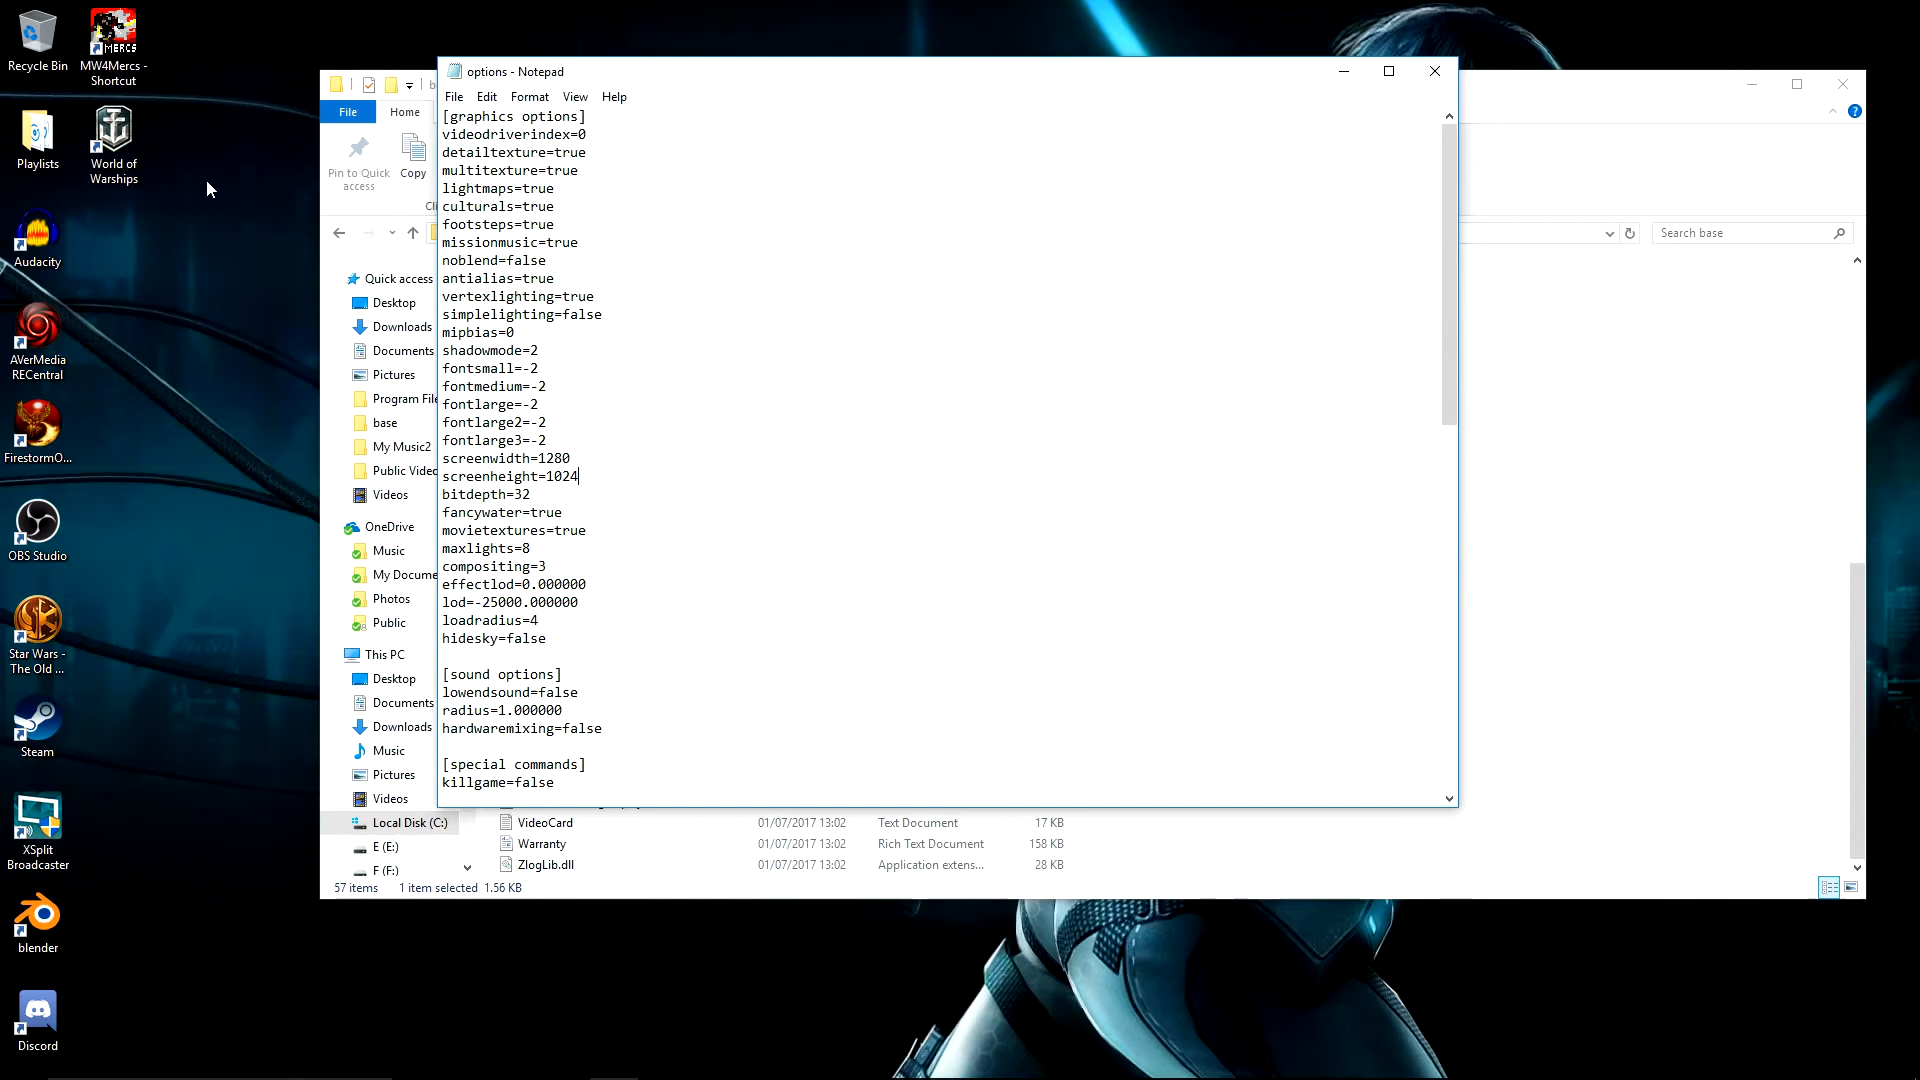 Recycle Bin
MW4Mercs - Shortcut
MERCS
Playlists
World of Warships
Audacity
AVerMedia RECentral
FirestormO...
OBS Studio
Star Wars - The Old ...
Steam
XSplit Broadcaster
blender
Discord
File
Home
Pin to Quick access
Copy
Search base
Quick access
Desktop
Downloads
Documents
Pictures
Program File
base
My Music2
Public Video
Videos
OneDrive
Music
My Docume
Photos
Public
This PC
Desktop
Documents
Downloads
Music
Pictures
Videos
Local Disk (C:)
E (E:)
F (F:)
options - Notepad
File Edit Format View Help
[graphics options]
videodriverindex=0
detailtexture=true
multitexture=true
lightmaps=true
culturals=true
footsteps=true
missionmusic=true
noblend=false
antialias=true
vertexlighting=true
simplelighting=false
mipbias=0
shadowmode=2
fontsmall=-2
fontmedium=-2
fontlarge=-2
fontlarge2=-2
fontlarge3=-2
screenwidth=1280
screenheight=1024
bitdepth=32
fancywater=true
movietextures=true
maxlights=8
compositing=3
effectlod=0.000000
lod=-25000.000000
loadradius=4
hidesky=false
[sound options]
lowendsound=false
radius=1.000000
hardwaremixing=false
[special commands]
killgame=false
VideoCard 01/07/2017 13:02 Text Document 17 KB
Warranty 01/07/2017 13:02 Rich Text Document 158 KB
ZlogLib.dll 01/07/2017 13:02 Application extens... 28 KB
57 items 1 item selected 1.56 KB